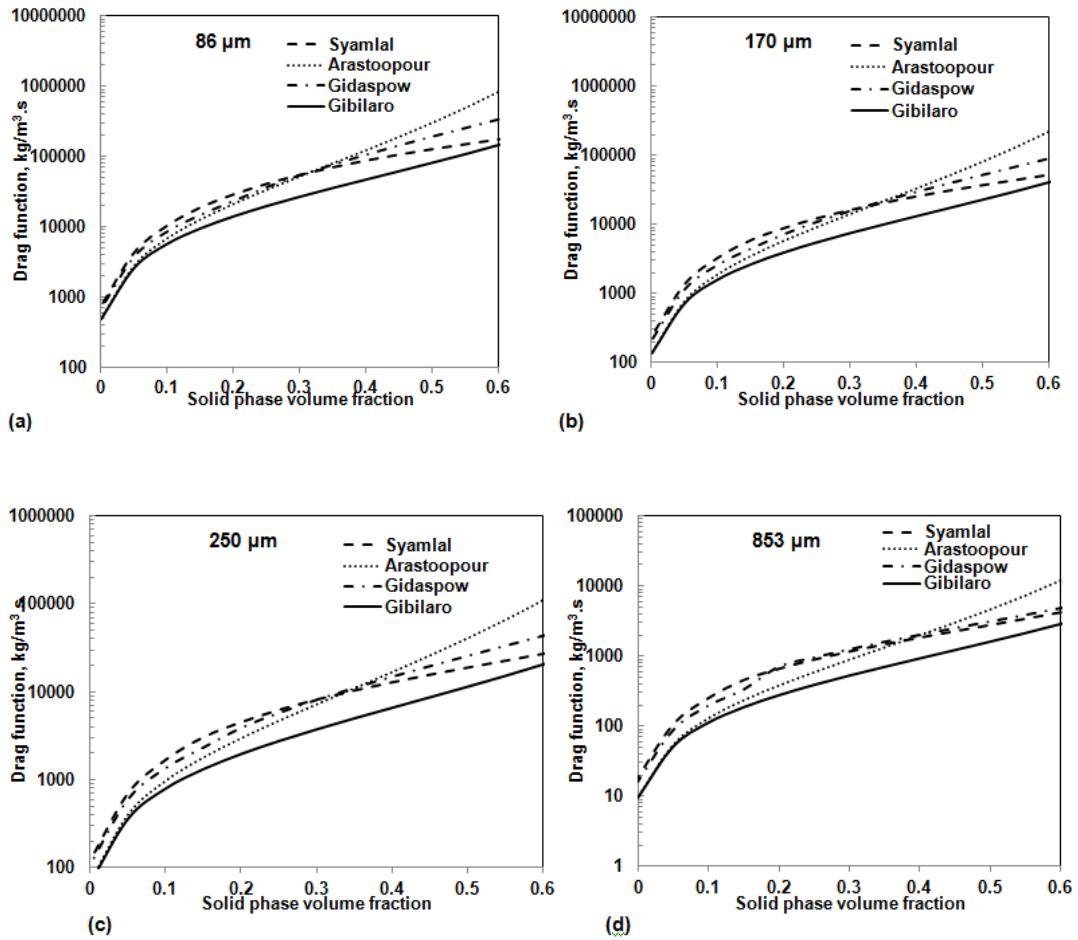 10000000
1000000
100000
10000
1000
100
Drag function, kg/m³.s
86 µm
Syamlal
Arastoopour
Gidaspow
Gibilaro
0 0.1 0.2 0.3 0.4 0.5 0.6
Solid phase volume fraction
(a)
10000000
1000000
100000
10000
1000
100
Drag function, kg/m³.s
170 µm
Syamlal
Arastoopour
Gidaspow
Gibilaro
0 0.1 0.2 0.3 0.4 0.5 0.6
Solid phase volume fraction
(b)
1000000
100000
10000
1000
100
Drag function, kg/m³.s
250 µm
Syamlal
Arastoopour
Gidaspow
Gibilaro
0 0.1 0.2 0.3 0.4 0.5 0.6
Solid phase volume fraction
(c)
100000
10000
1000
100
10
1
Drag function, kg/m³.s
853 µm
Syamlal
Arastoopour
Gidaspow
Gibilaro
0 0.1 0.2 0.3 0.4 0.5 0.6
Solid phase volume fraction
(d)